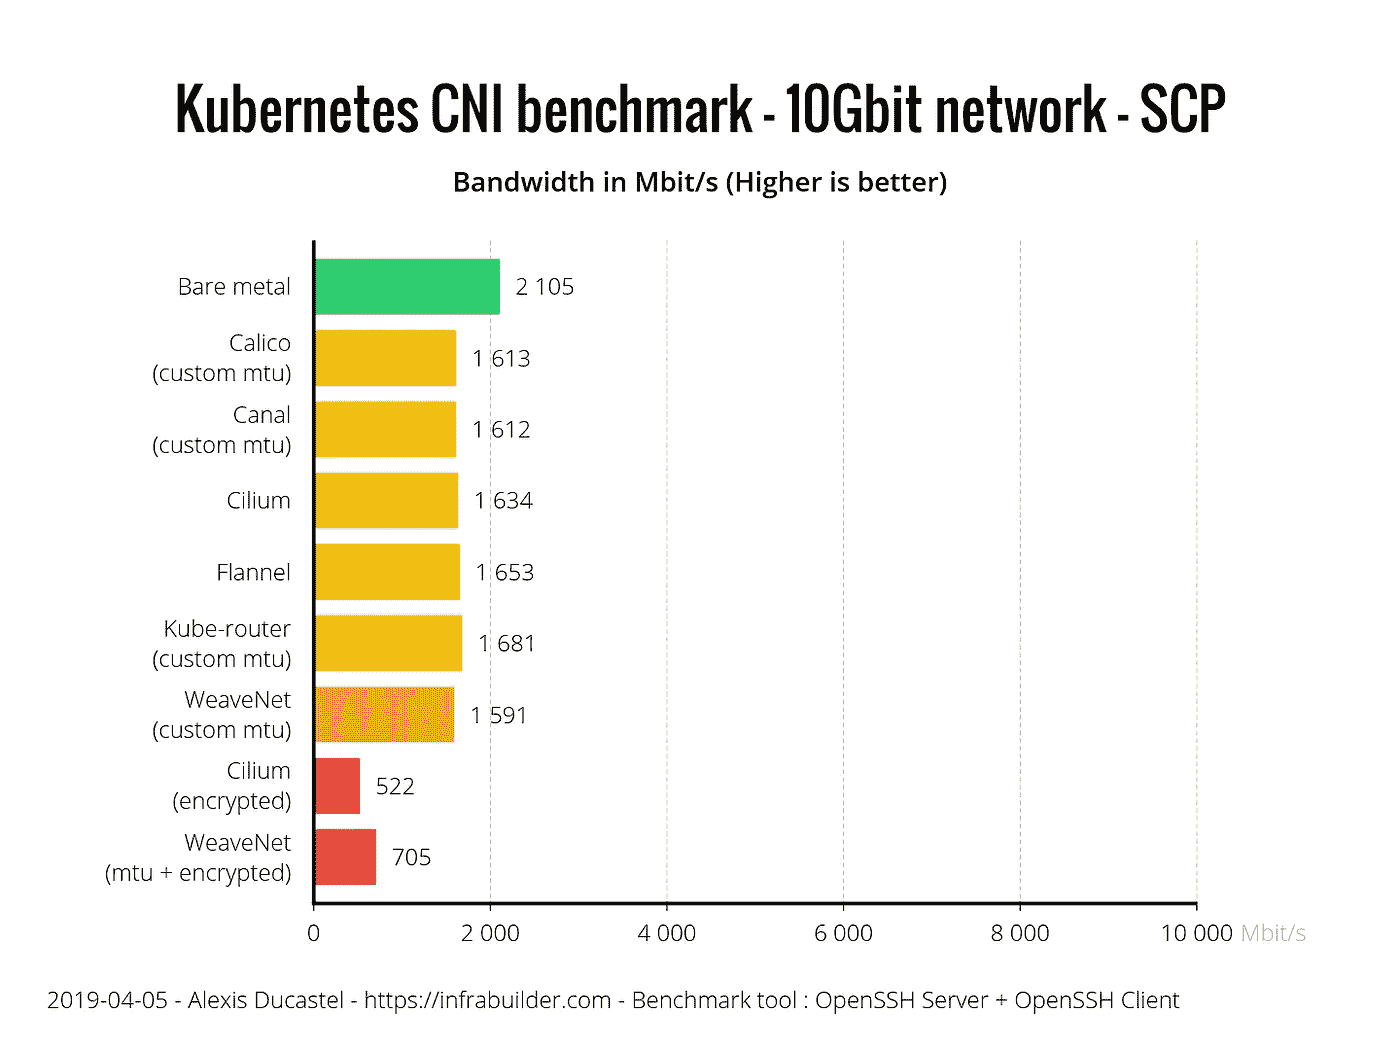 Kubernetes CNI benchmark - 10Gbit network - SCP
Bandwidth in Mbit/s (Higher is better)
Bare metal
2 105
Calico
(custom mtu)
1 613
Canal
(custom mtu)
1 612
Cilium
1 634
Flannel
1 653
Kube-router
(custom mtu)
1 681
WeaveNet
(custom mtu)
1 591
Cilium
(encrypted)
522
WeaveNet
(mtu + encrypted)
705
0 2 000 4 000 6 000 8 000 10 000 Mbit/s
2019-04-05 - Alexis Ducastel - https://infrabuilder.com - Benchmark tool : OpenSSH Server + OpenSSH Client